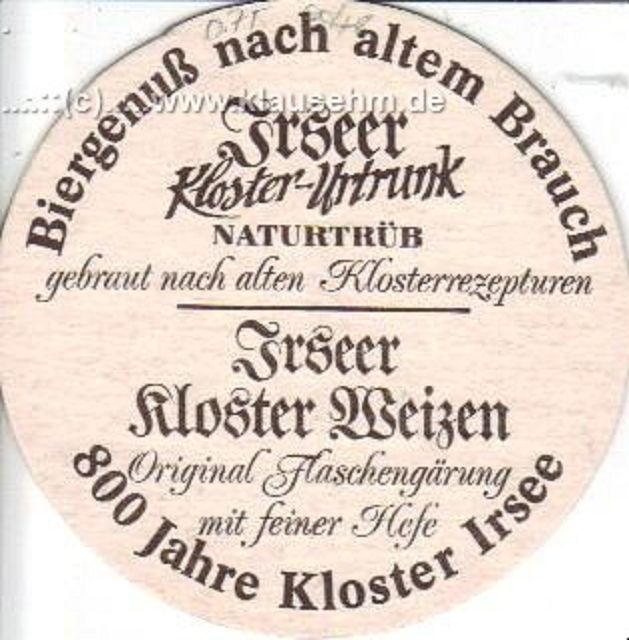 Biergenuß nach altem Brauch
...:::(c) - www.klausehm.de
Irseer
Kloster-Urtrunk
NATURTRÜB
gebraut nach alten Klosterrezepturen
Irseer
Kloster Weizen
Original Flaschengärung
mit feiner Hefe
800 Jahre Kloster Irsee